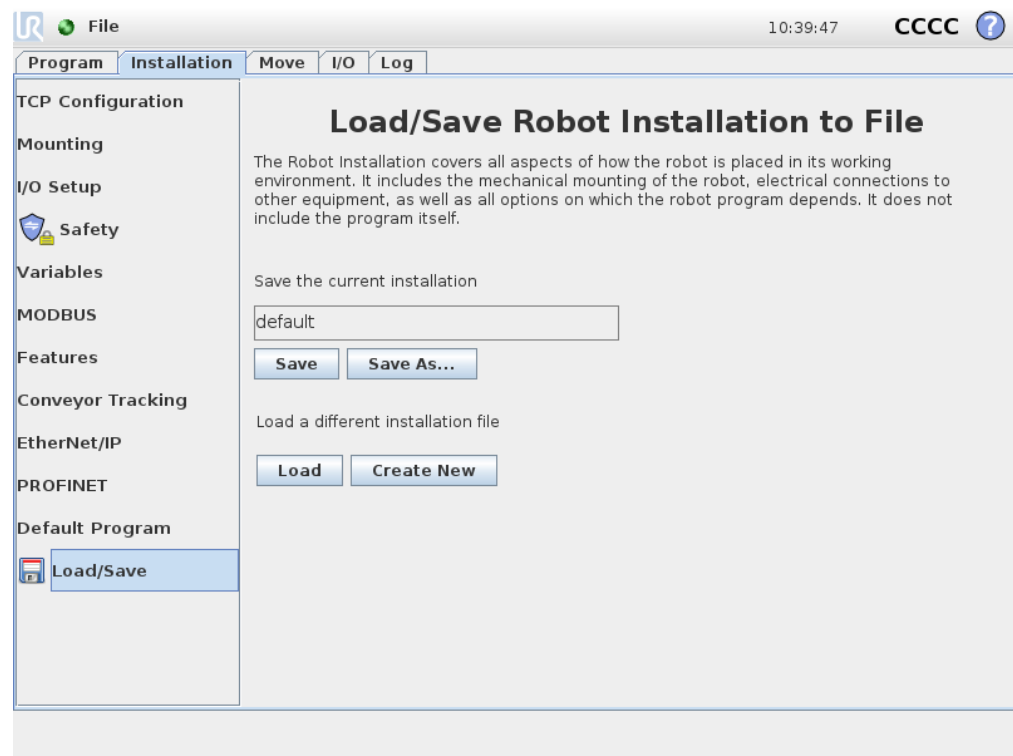 UR File 10:39:47 CCCC ?
Program Installation Move I/O Log
TCP Configuration
Mounting
I/O Setup
Safety
Variables
MODBUS
Features
Conveyor Tracking
EtherNet/IP
PROFINET
Default Program
Load/Save
Load/Save Robot Installation to File
The Robot Installation covers all aspects of how the robot is placed in its working
environment. It includes the mechanical mounting of the robot, electrical connections to
other equipment, as well as all options on which the robot program depends. It does not
include the program itself.
Save the current installation
default
Save Save As...
Load a different installation file
Load Create New